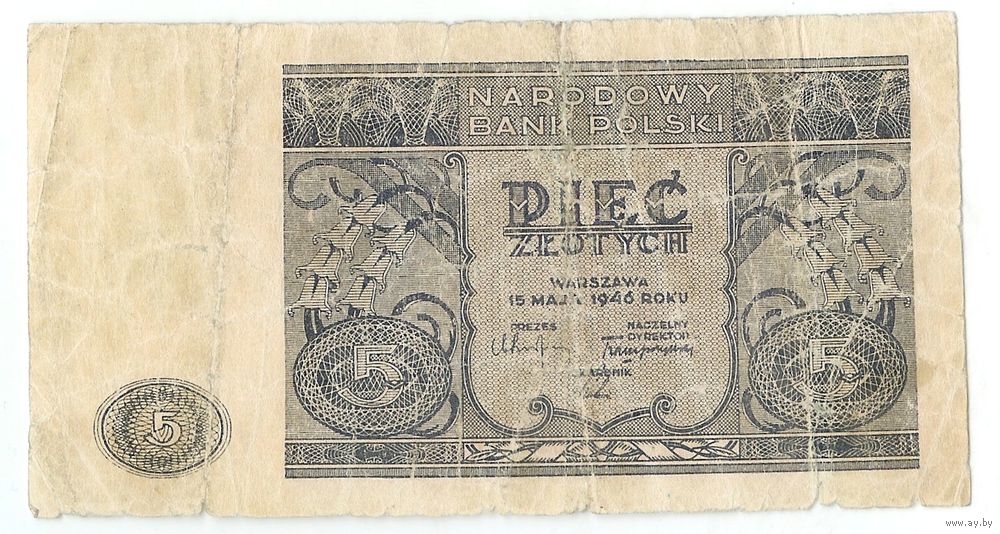 NARODOWY
BANK POLSKI
PIĘĆ
ZŁOTYCH
WARSZAWA
15 MAJA 1946 ROKU
PREZES
NACZELNY
DYREKTOR
SKARBNIK
5
5
5
www.ay.by